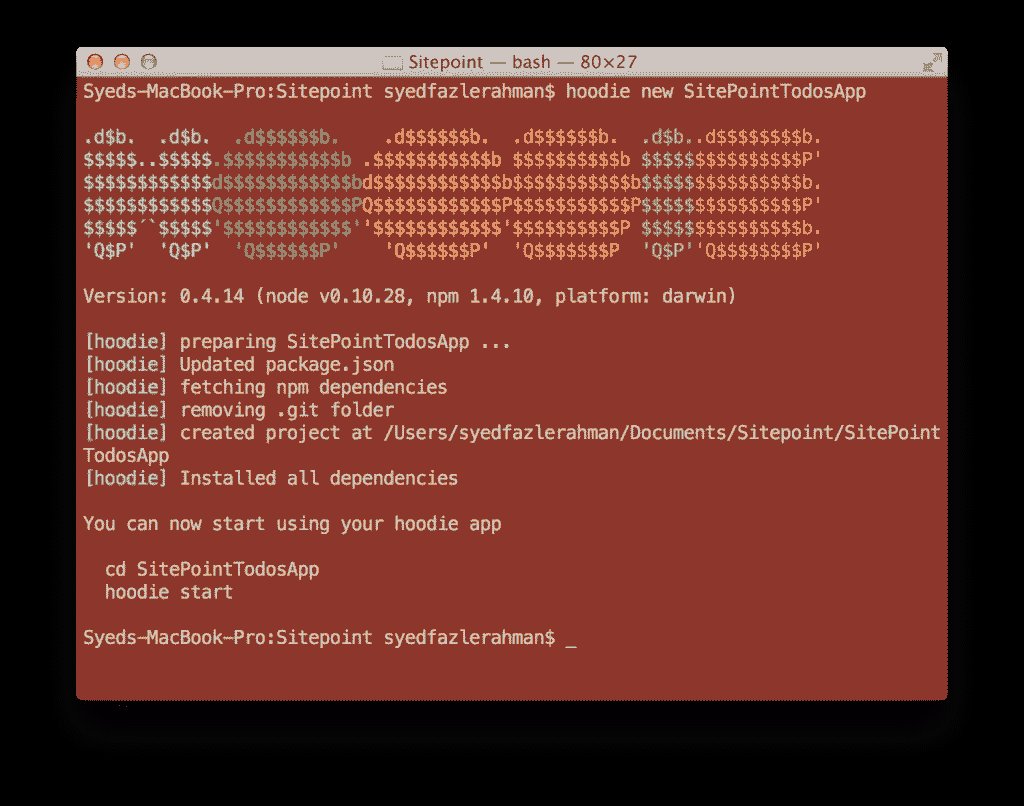 Sitepoint — bash — 80×27
Syeds-MacBook-Pro:Sitepoint syedfazlerahman$ hoodie new SitePointTodosApp
.d$b.  .d$b.  .d$$$$$$b.    .d$$$$$$b.  .d$$$$$$b.  .d$b..d$$$$$$$$b.
$$$$$..$$$$$.$$$$$$$$$$$b .$$$$$$$$$$$b $$$$$$$$$$b $$$$$$$$$$$$$$$P'
$$$$$$$$$$$$d$$$$$$$$$$$$bd$$$$$$$$$$$$b$$$$$$$$$$$b$$$$$$$$$$$$$$$b.
$$$$$$$$$$$$Q$$$$$$$$$$$$PQ$$$$$$$$$$$$P$$$$$$$$$$$P$$$$$$$$$$$$$$$P'
$$$$$´`$$$$$'$$$$$$$$$$$$''$$$$$$$$$$$$'$$$$$$$$$$P $$$$$$$$$$$$$$$b.
'Q$P'  'Q$P'  'Q$$$$$$P'    'Q$$$$$$P'  'Q$$$$$$$P  'Q$P''Q$$$$$$$$P'
Version: 0.4.14 (node v0.10.28, npm 1.4.10, platform: darwin)
[hoodie] preparing SitePointTodosApp ...
[hoodie] Updated package.json
[hoodie] fetching npm dependencies
[hoodie] removing .git folder
[hoodie] created project at /Users/syedfazlerahman/Documents/Sitepoint/SitePoint
TodosApp
[hoodie] Installed all dependencies
You can now start using your hoodie app
cd SitePointTodosApp
hoodie start
Syeds-MacBook-Pro:Sitepoint syedfazlerahman$ _